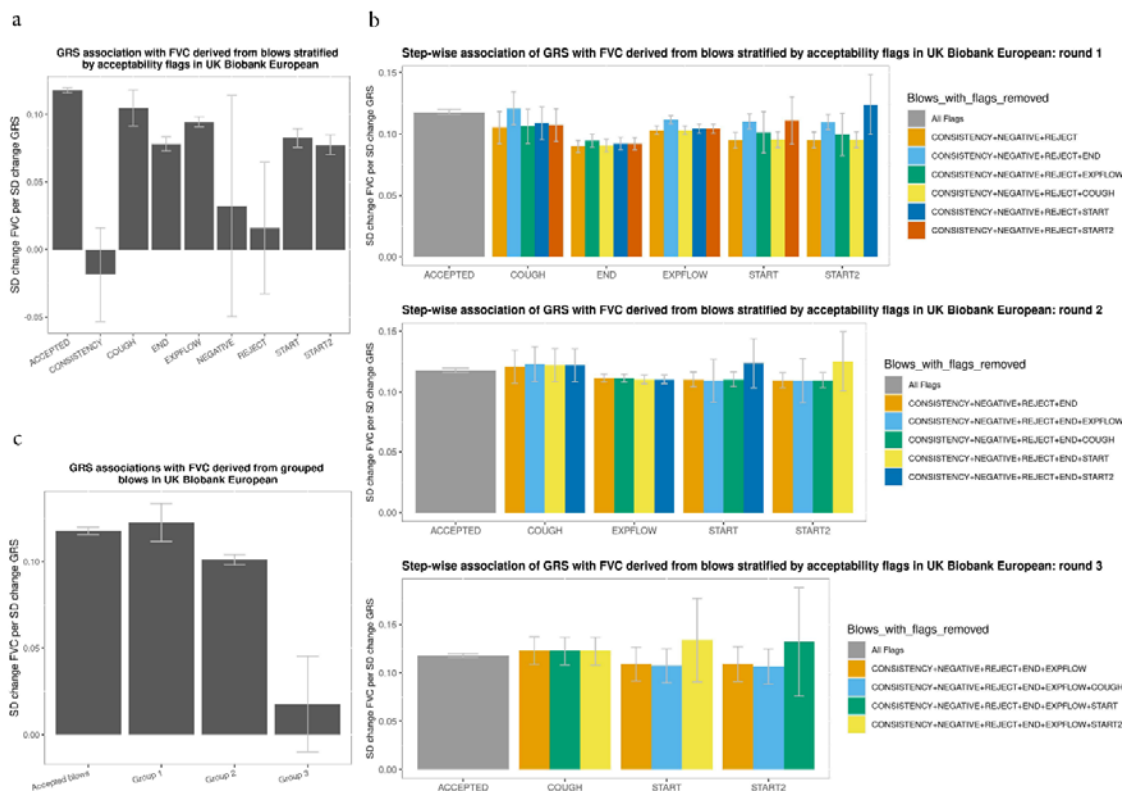 a
GRS association with FVC derived from blows stratified
by acceptability flags in UK Biobank European
SD change FVC per SD change GRS
0.10
0.05
0.00
-0.05
ACCEPTED
CONSISTENCY
COUGH
END
EXPFLOW
NEGATIVE
REJECT
START
START2
b
Step-wise association of GRS with FVC derived from blows stratified by acceptability flags in UK Biobank European: round 1
SD change FVC per SD change GRS
0.15
0.10
0.05
0.00
ACCEPTED COUGH END EXPFLOW START START2
Blows_with_flags_removed
All Flags
CONSISTENCY+NEGATIVE+REJECT
CONSISTENCY+NEGATIVE+REJECT+END
CONSISTENCY+NEGATIVE+REJECT+EXPFLOW
CONSISTENCY+NEGATIVE+REJECT+COUGH
CONSISTENCY+NEGATIVE+REJECT+START
CONSISTENCY+NEGATIVE+REJECT+START2
Step-wise association of GRS with FVC derived from blows stratified by acceptability flags in UK Biobank European: round 2
SD change FVC per SD change GRS
0.15
0.10
0.05
0.00
ACCEPTED COUGH EXPFLOW START START2
Blows_with_flags_removed
All Flags
CONSISTENCY+NEGATIVE+REJECT+END
CONSISTENCY+NEGATIVE+REJECT+END+EXPFLOW
CONSISTENCY+NEGATIVE+REJECT+END+COUGH
CONSISTENCY+NEGATIVE+REJECT+END+START
CONSISTENCY+NEGATIVE+REJECT+END+START2
c
GRS associations with FVC derived from grouped
blows in UK Biobank European
SD change FVC per SD change GRS
0.10
0.05
0.00
Accepted blows
Group 1
Group 2
Group 3
Step-wise association of GRS with FVC derived from blows stratified by acceptability flags in UK Biobank European: round 3
SD change FVC per SD change GRS
0.15
0.10
0.05
0.00
ACCEPTED COUGH START START2
Blows_with_flags_removed
All Flags
CONSISTENCY+NEGATIVE+REJECT+END+EXPFLOW
CONSISTENCY+NEGATIVE+REJECT+END+EXPFLOW+COUGH
CONSISTENCY+NEGATIVE+REJECT+END+EXPFLOW+START
CONSISTENCY+NEGATIVE+REJECT+END+EXPFLOW+START2